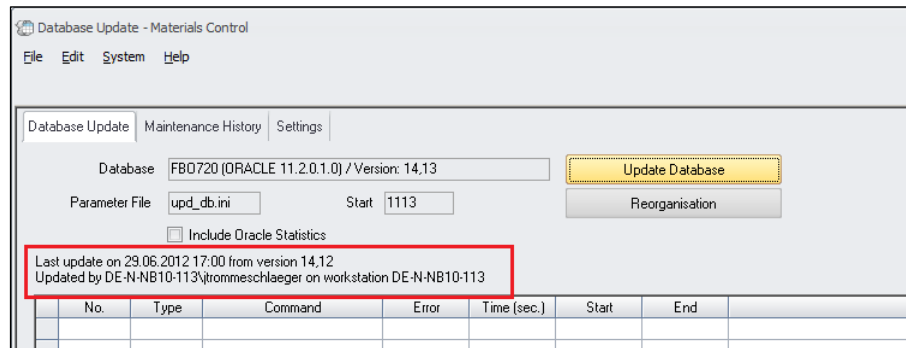 Database Update - Materials Control
File Edit System Help
Database Update Maintenance History Settings
Database FBO720 (ORACLE 11.2.0.1.0) / Version: 14,13 Update Database
Parameter File upd_db.ini Start 1113 Reorganisation
Include Oracle Statistics
Last update on 29.06.2012 17:00 from version 14,12
Updated by DE-N-NB10-113\jtrommeschlaeger on workstation DE-N-NB10-113
No. Type Command Error Time (sec.) Start End